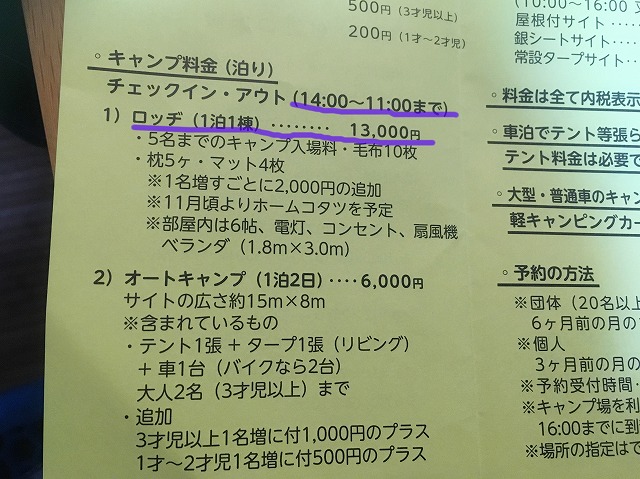 500円（3才児以上）
200円（1才～2才児）
◦キャンプ料金（泊り）
チェックイン・アウト（14:00～11:00まで）
1）ロッヂ（1泊1棟）‥‥‥‥ 13,000円
・5名までのキャンプ入場料・毛布10枚
・枕5ヶ・マット4枚
※1名増すごとに2,000円の追加
※11月頃よりホームコタツを予定
※部屋内は6帖、電灯、コンセント、扇風機
ベランダ（1.8m×3.0m）
2）オートキャンプ（1泊2日）‥‥6,000円
サイトの広さ約15m×8m
※含まれているもの
・テント1張＋タープ1張（リビング）
＋車1台（バイクなら2台）
大人2名（3才児以上）まで
・追加
3才児以上1名増に付1,000円のプラス
1才～2才児1名増に付500円のプラス
（10:00～16:00
屋根付サイト‥‥
銀シートサイト‥‥
常設タープサイト‥‥
◦料金は全て内税表示
◦車泊でテント等張ら
テント料金は必要で
◦大型・普通車のキャン
軽キャンピングカー
◦予約の方法
※団体（20名以上
6ヶ月前の月の
※個人
3ヶ月前の月の
※予約受付時間‥
※キャンプ場を利
16:00までに到
※場所の指定はで